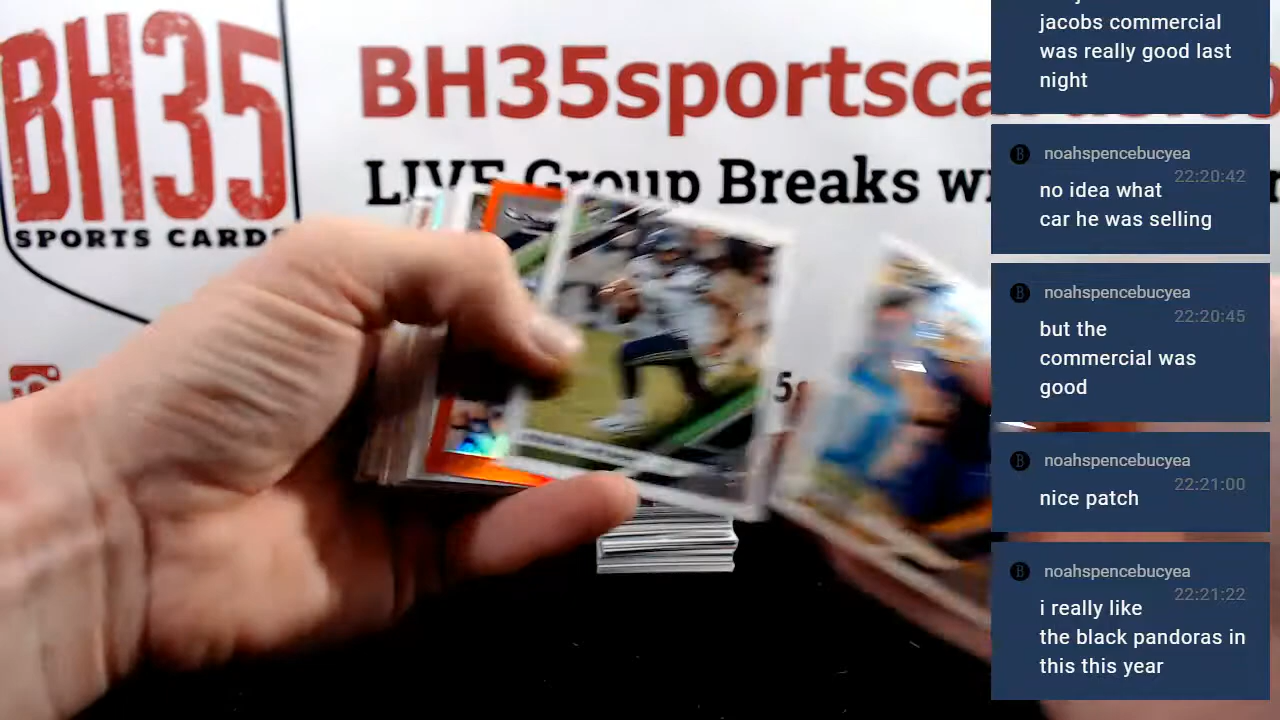 BH35
SPORTS CARDS
BH35sportsca
LIVE Group Breaks
jacobs commercial
was really good last
night
noahspencebucyea
22:20:42
no idea what
car he was selling
noahspencebucyea
22:20:45
but the
commercial was
good
noahspencebucyea
22:21:00
nice patch
noahspencebucyea
22:21:22
i really like
the black pandoras in
this this year